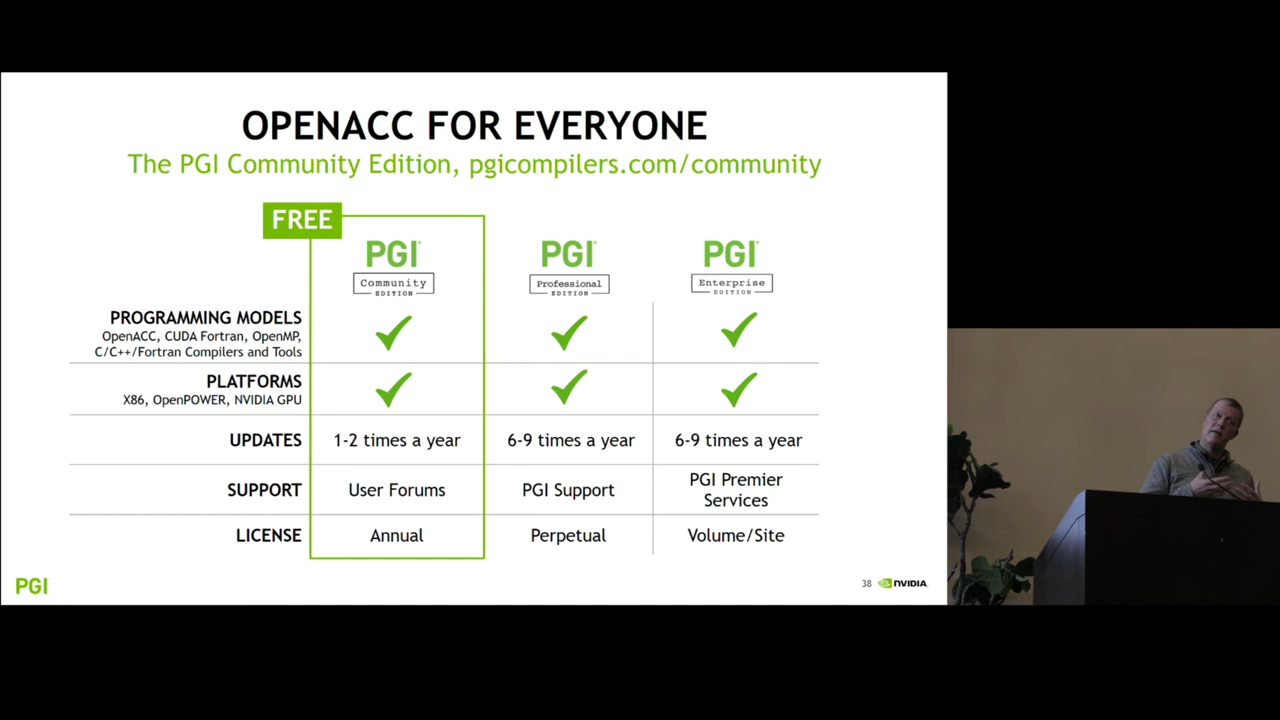 OPENACC FOR EVERYONE
The PGI Community Edition, pgicompilers.com/community
FREE
PGI
Community
EDITION
PGI
Professional
EDITION
PGI
Enterprise
EDITION
PROGRAMMING MODELS
OpenACC, CUDA Fortran, OpenMP,
C/C++/Fortran Compilers and Tools
PLATFORMS
X86, OpenPOWER, NVIDIA GPU
UPDATES
1-2 times a year
6-9 times a year
6-9 times a year
SUPPORT
User Forums
PGI Support
PGI Premier
Services
LICENSE
Annual
Perpetual
Volume/Site
PGI
38
NVIDIA